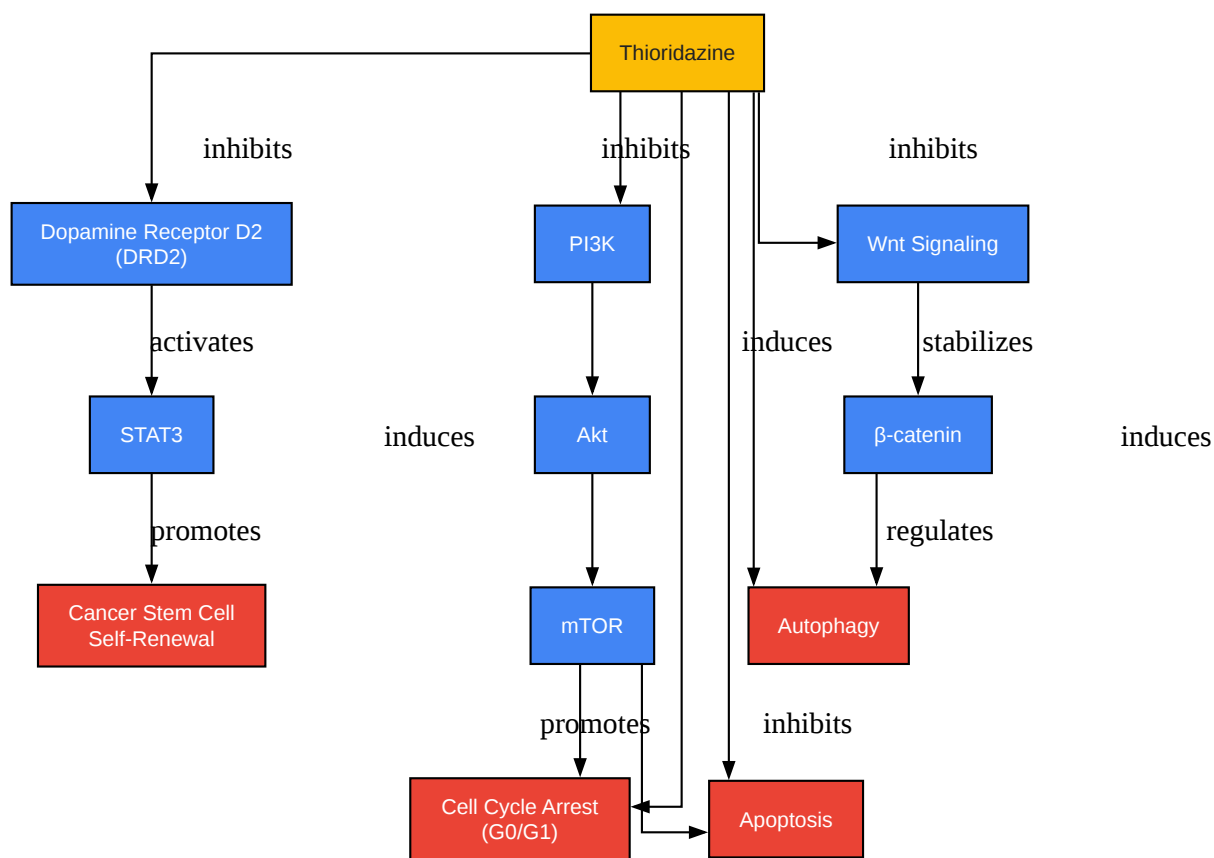 Thioridazine
inhibits
inhibits
inhibits
Dopamine Receptor D2
(DRD2)
PI3K
Wnt Signaling
activates
induces
stabilizes
STAT3
induces
Akt
β-catenin
induces
promotes
regulates
Cancer Stem Cell
Self-Renewal
mTOR
Autophagy
promotes
inhibits
Cell Cycle Arrest
(G0/G1)
Apoptosis